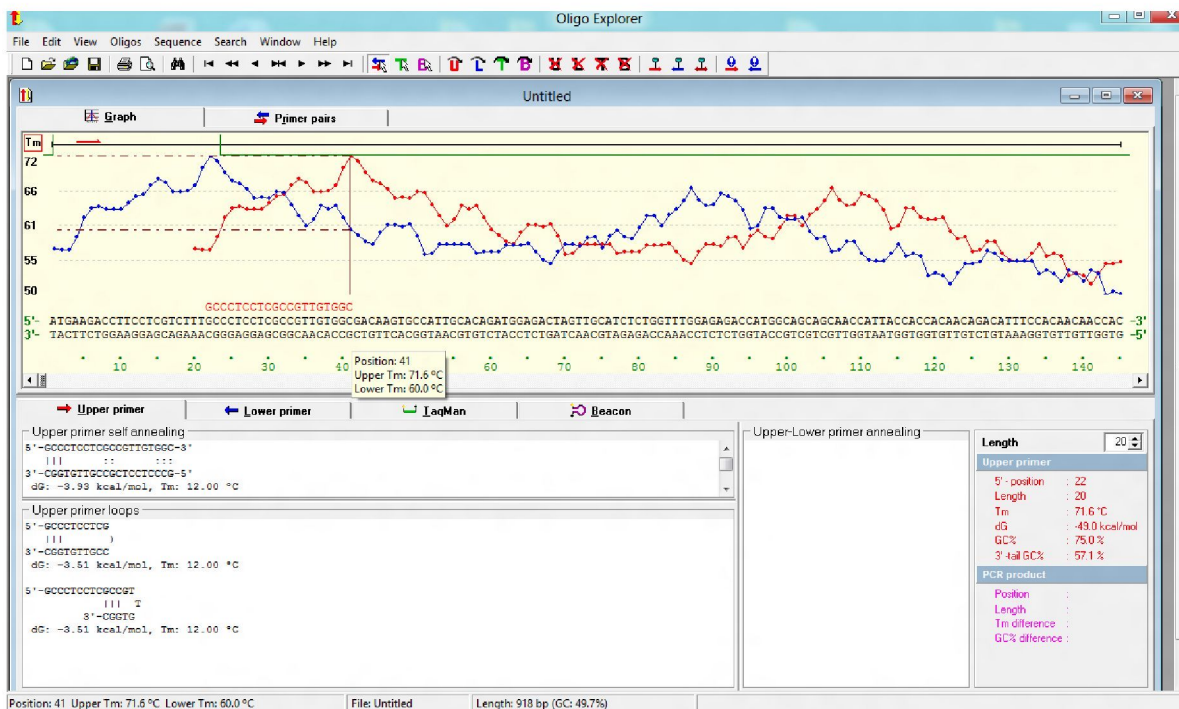 Oligo Explorer
File Edit View Oligos Sequence Search Window Help
Untitled
Graph Primer pairs
Tm
72
66
61
55
50
GCCCTCCTCGCCGTTGTGGC
5'- ATGAAGACCTTCCTCGTCTTTGCCCTCCTCGCCGTTGTGGCGACAAGTGCCATTGCACAGATGGAGACTAGTTGCATCTCTGGTTTGGAGAGACCATGGCAGCAGCAACCATTACCACCACAACAGACATTTCCACAACAACCAC -3'
3'- TACTTCTGGAAGGAGCAGAAACGGGAGGAGCGGCAACACCGCTGTTCACGGTAACGTGTCTACCTCTGATCAACGTAGAGACCAAACCTCTCTGGTACCGTCGTCGTTGGTAATGGTGGTGTTGTCTGTAAAGGTGTTGTTGGTG -5'
10 20 30 40 50 60 70 80 90 100 110 120 130 140
Position: 41
Upper Tm: 71.6 ºC
Lower Tm: 60.0 ºC
Upper primer Lower primer TaqMan Beacon
Upper primer self annealing
5'-GCCCTCCTCGCCGTTGTGGC-3'
||| :: :::
3'-CGGTGTTGCCGCTCCTCCCG-5'
dG: -3.93 kcal/mol, Tm: 12.00 ºC
Upper primer loops
5'-GCCCTCCTCG
||| )
3'-CGGTGTTGCC
dG: -3.51 kcal/mol, Tm: 12.00 ºC
5'-GCCCTCCTCGCCGT
||| T
3'-CGGTG
dG: -3.51 kcal/mol, Tm: 12.00 ºC
Upper-Lower primer annealing
Length 20
Upper primer
5'-position : 22
Length : 20
Tm : 71.6 ºC
dG : -49.0 kcal/mol
GC% : 75.0 %
3'-tail GC% : 57.1 %
PCR product
Position :
Length :
Tm difference :
GC% difference :
Position: 41 Upper Tm: 71.6 ºC Lower Tm: 60.0 ºC File: Untitled Length: 918 bp (GC: 49.7%)